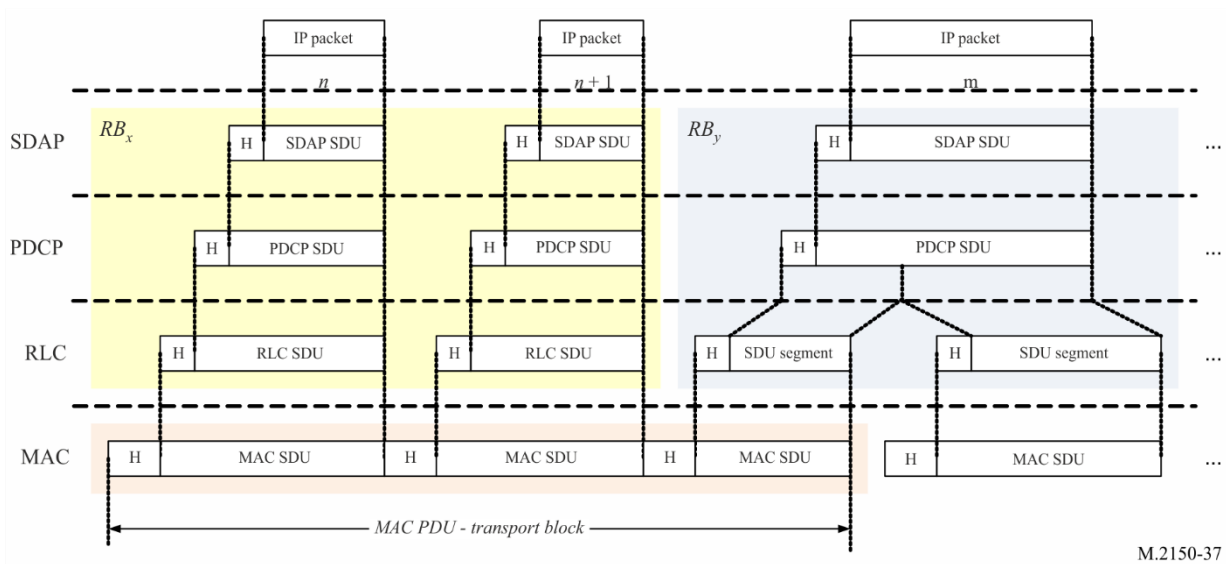 IP packet IP packet IP packet
n n + 1 m
RBx RBy
SDAP H SDAP SDU H SDAP SDU H SDAP SDU ...
PDCP H PDCP SDU H PDCP SDU H PDCP SDU ...
RLC H RLC SDU H RLC SDU H SDU segment H SDU segment ...
MAC H MAC SDU H MAC SDU H MAC SDU H MAC SDU ...
MAC PDU - transport block
M.2150-37